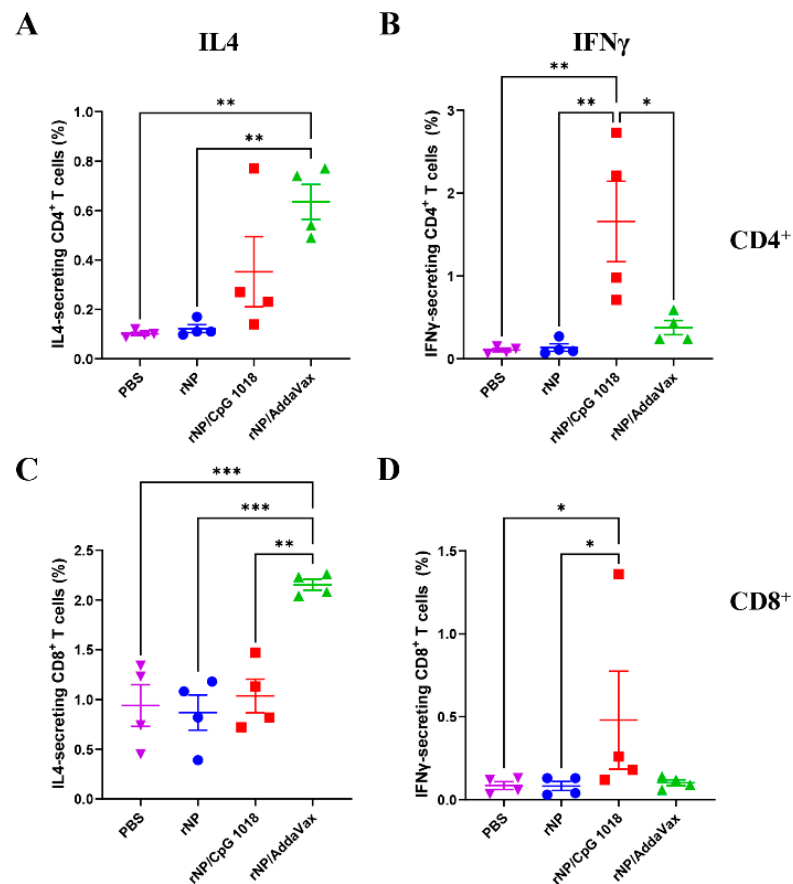 A
IL4
B
IFNγ
**
**
IL4-secreting CD4⁺ T cells (%)
1.0
0.8
0.6
0.4
0.2
0.0
PBS
rNP
rNP/CpG 1018
rNP/AddaVax
**
**
*
IFNγ-secreting CD4⁺ T cells (%)
3
2
1
0
PBS
rNP
rNP/CpG 1018
rNP/AddaVax
CD4⁺
C
***
***
**
IL4-secreting CD8⁺ T cells (%)
2.5
2.0
1.5
1.0
0.5
0.0
PBS
rNP
rNP/CpG 1018
rNP/AddaVax
D
*
*
IFNγ-secreting CD8⁺ T cells (%)
1.5
1.0
0.5
0.0
PBS
rNP
rNP/CpG 1018
rNP/AddaVax
CD8⁺